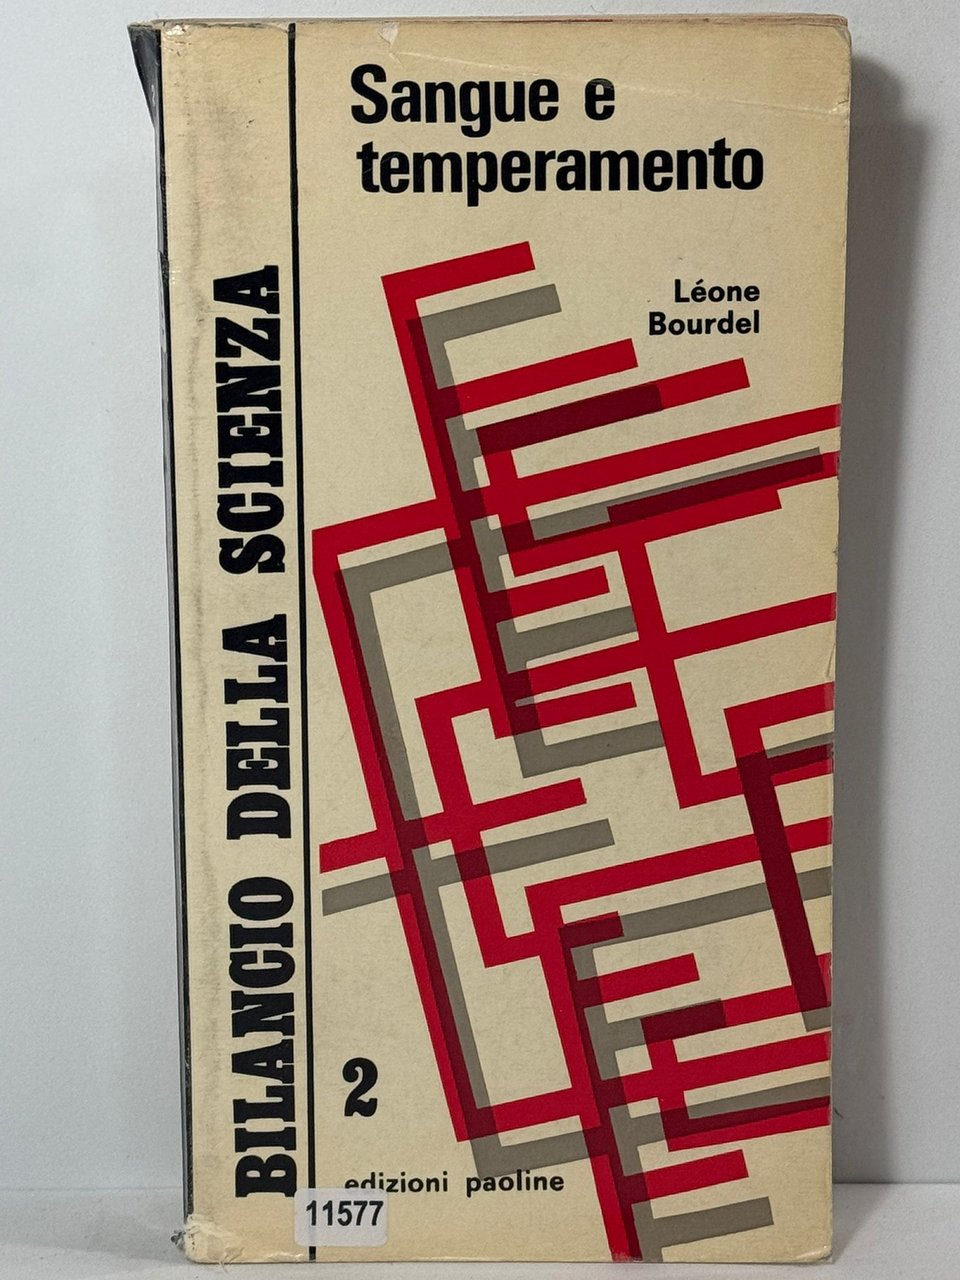 Sangue e
temperamento
Léone
Bourdel
BILANCIO DELLA SCIENZA
2
edizioni paoline
11577